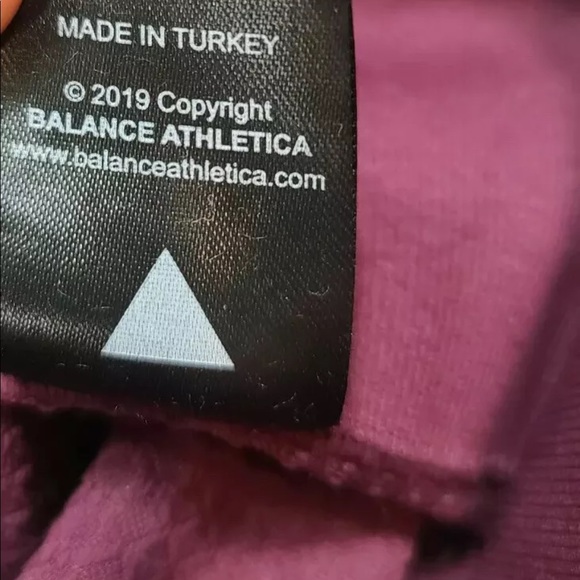 MADE IN TURKEY
© 2019 Copyright
BALANCE ATHLETICA
www.balanceathletica.com